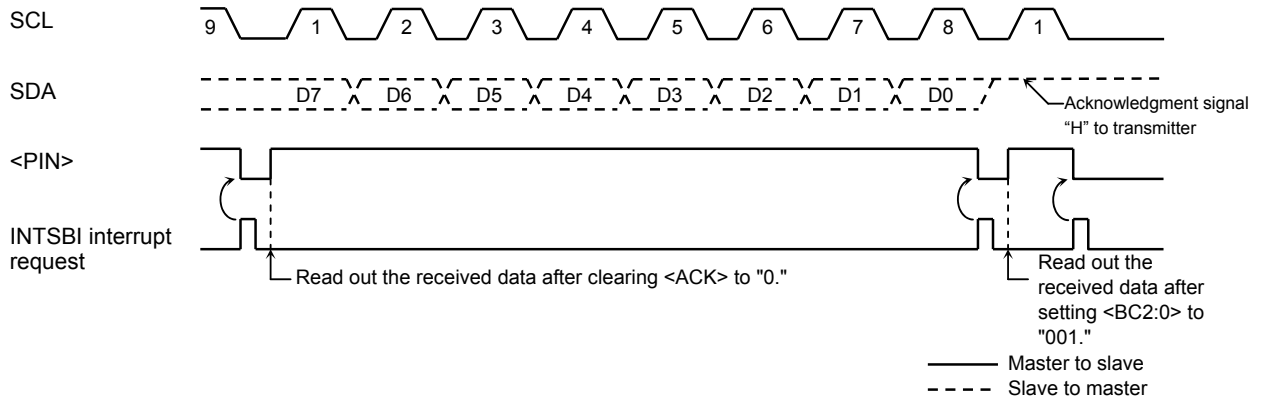 SCL 9 1 2 3 4 5 6 7 8 1
SDA D7 D6 D5 D4 D3 D2 D1 D0
Acknowledgment signal
“H” to transmitter
<PIN>
INTSBI interrupt
request
Read out the received data after clearing <ACK> to "0."
Read out the
received data after
setting <BC2:0> to
"001."
Master to slave
Slave to master